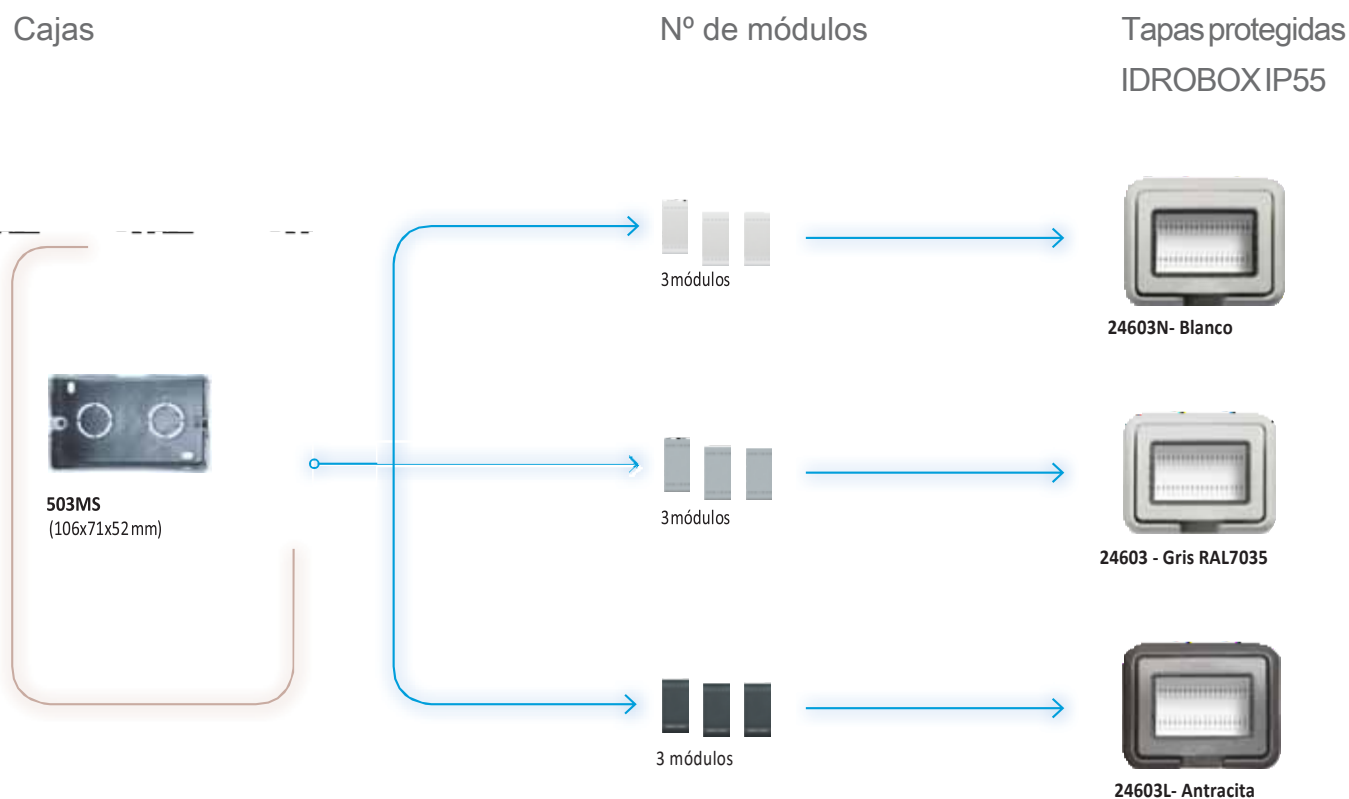 Cajas
Nº de módulos
Tapas protegidas
IDROBOX IP55
3 módulos
24603N- Blanco
503MS
(106x71x52 mm)
3 módulos
24603 - Gris RAL7035
3 módulos
24603L- Antracita